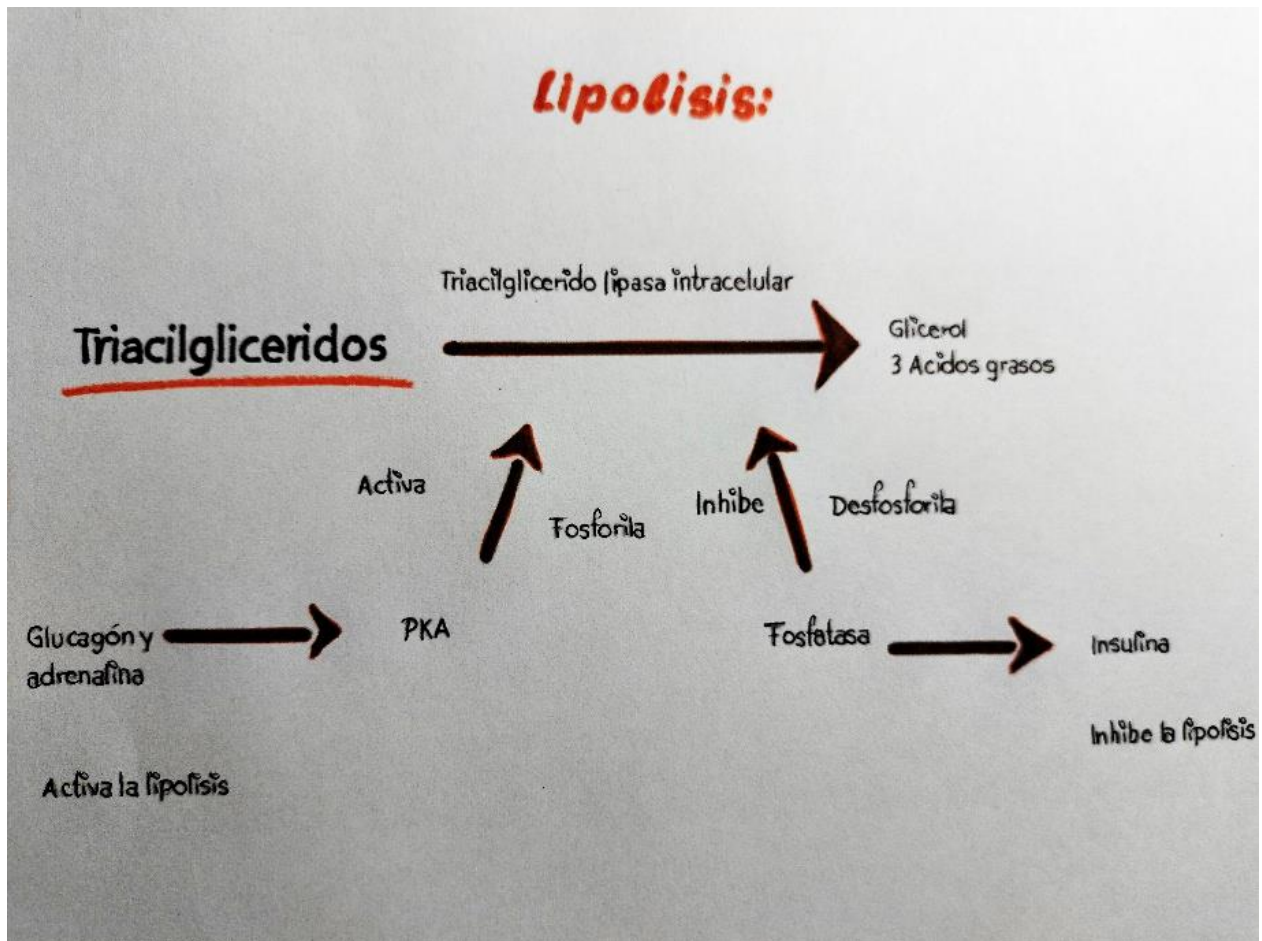 Lipolisis:
Triacilglicerido lipasa intracelular
Triacilgliceridos
Glicerol
3 Acidos grasos
Activa
Fosforila
Inhibe
Desfosforila
Glucagón y
adrenalina
PKA
Fosfatasa
Insulina
Inhibe la lipolisis
Activa la lipolisis